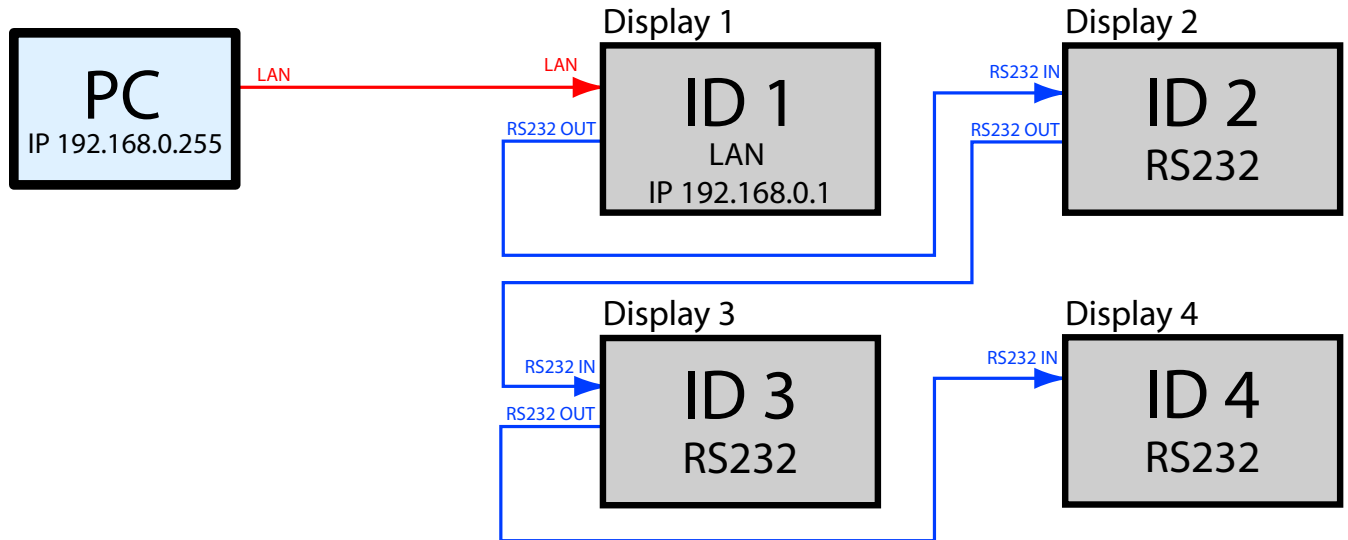 Display 1
Display 2
PC
IP 192.168.0.255
LAN
LAN
RS232 OUT
ID 1
LAN
IP 192.168.0.1
RS232 IN
RS232 OUT
ID 2
RS232
Display 3
Display 4
RS232 IN
RS232 OUT
ID 3
RS232
RS232 IN
ID 4
RS232